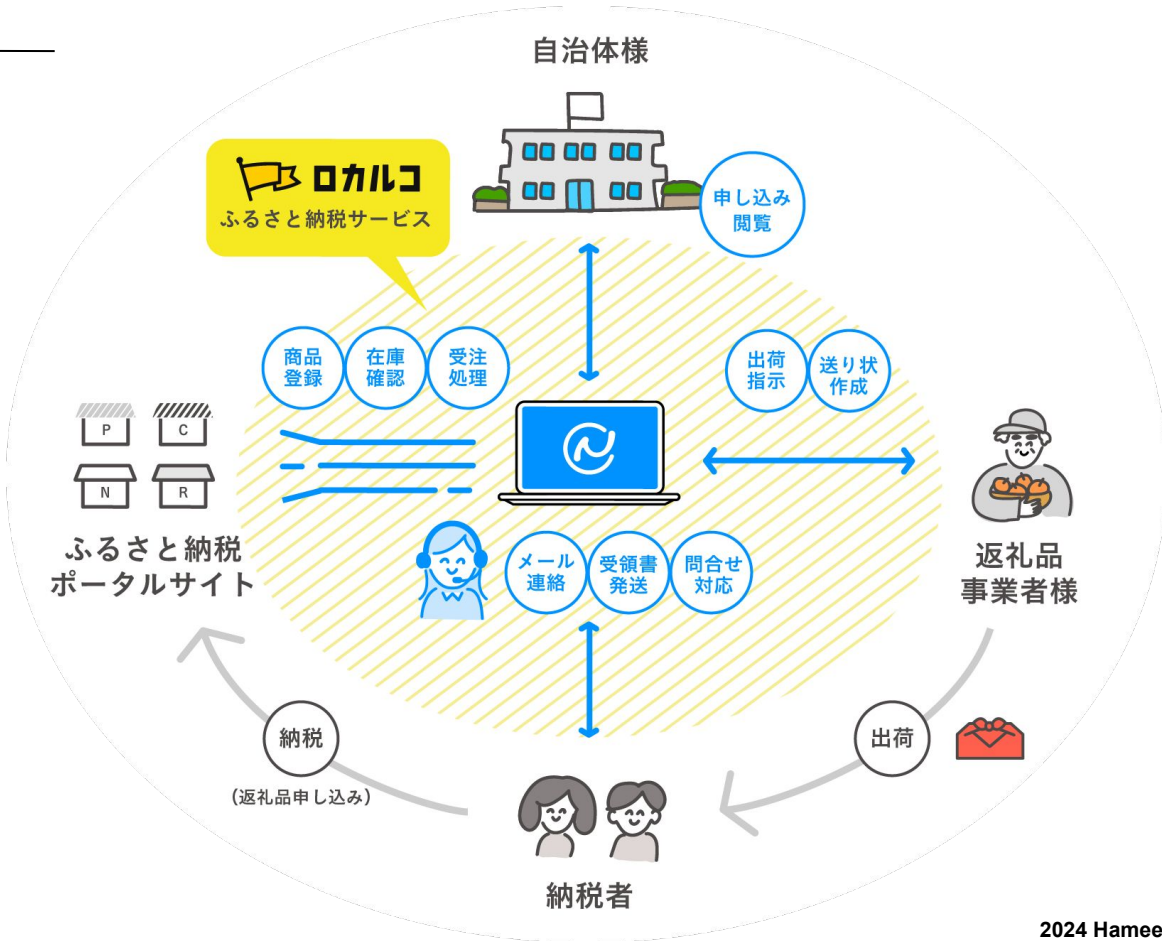 自治体様
ロカルコ
ふるさと納税サービス
申し込み
閲覧
商品
登録
在庫
確認
受注
処理
出荷
指示
送り状
作成
P
C
N
R
ふるさと納税
ポータルサイト
メール
連絡
受領書
発送
問合せ
対応
返礼品
事業者様
納税
(返礼品申し込み)
出荷
納税者
2024 Hamee